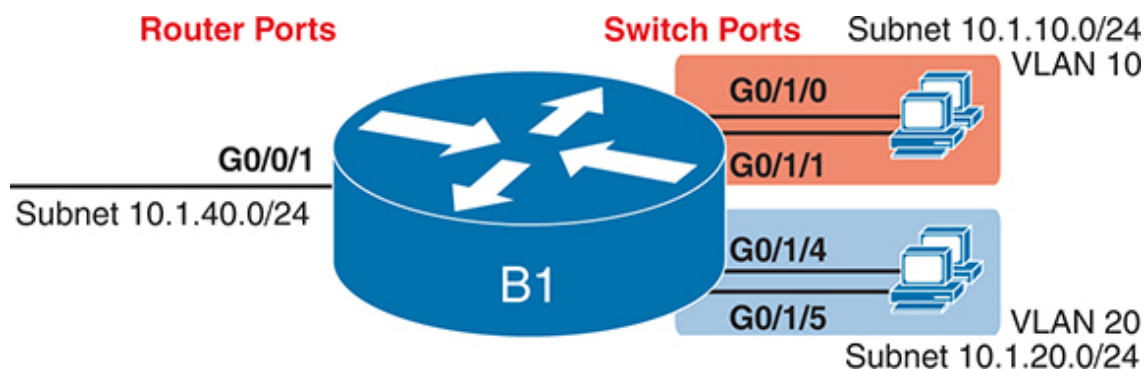 Router Ports
Switch Ports
Subnet 10.1.10.0/24
VLAN 10
G0/1/0
G0/1/1
G0/0/1
Subnet 10.1.40.0/24
B1
G0/1/4
G0/1/5
VLAN 20
Subnet 10.1.20.0/24